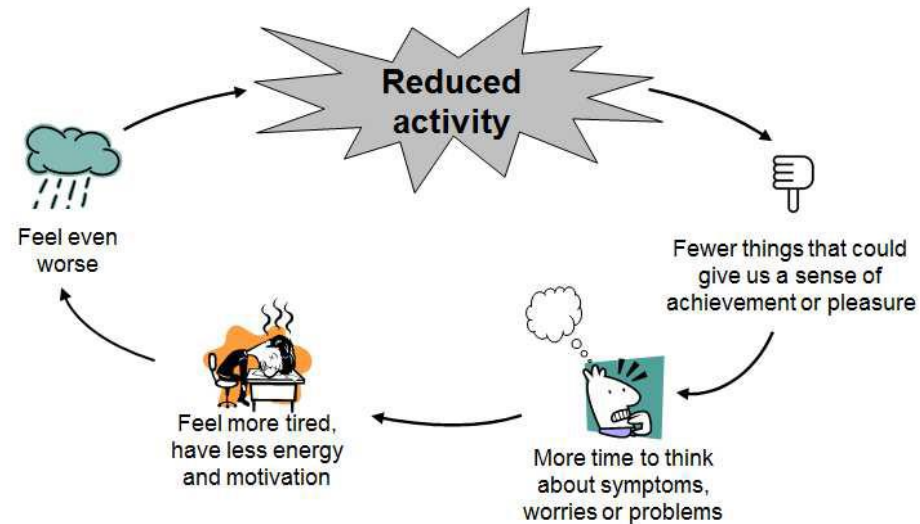 Reduced
activity
Fewer things that could
give us a sense of
achievement or pleasure
More time to think
about symptoms,
worries or problems
Feel more tired,
have less energy
and motivation
Feel even
worse